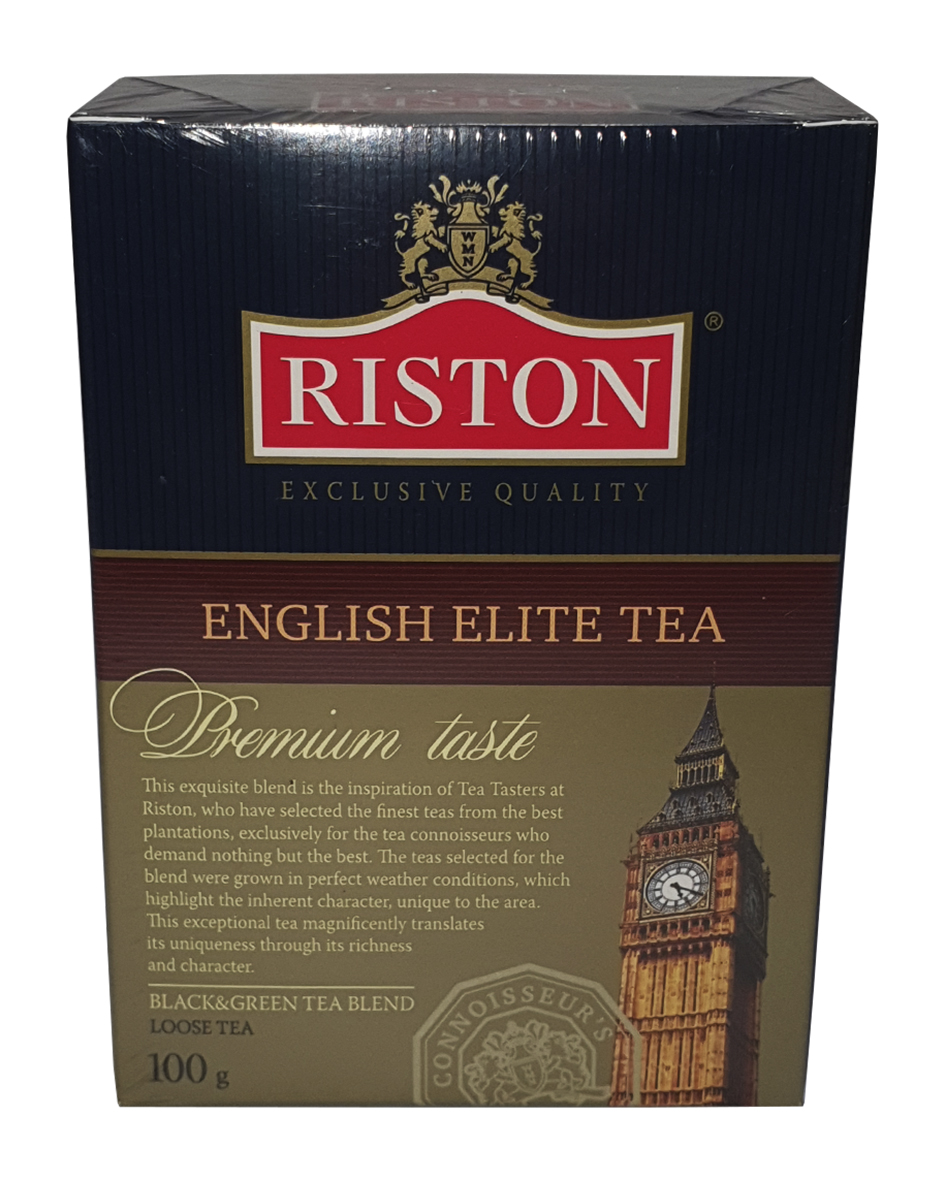 RISTON
WMN
RISTON
®
EXCLUSIVE QUALITY
ENGLISH ELITE TEA
Premium taste
This exquisite blend is the inspiration of Tea Tasters at
Riston, who have selected the finest teas from the best
plantations, exclusively for the tea connoisseurs who
demand nothing but the best. The teas selected for the
blend were grown in perfect weather conditions, which
highlight the inherent character, unique to the area.
This exceptional tea magnificently translates
its uniqueness through its richness
and character.
BLACK&GREEN TEA BLEND
LOOSE TEA
100 g
CONNOISSEUR'S